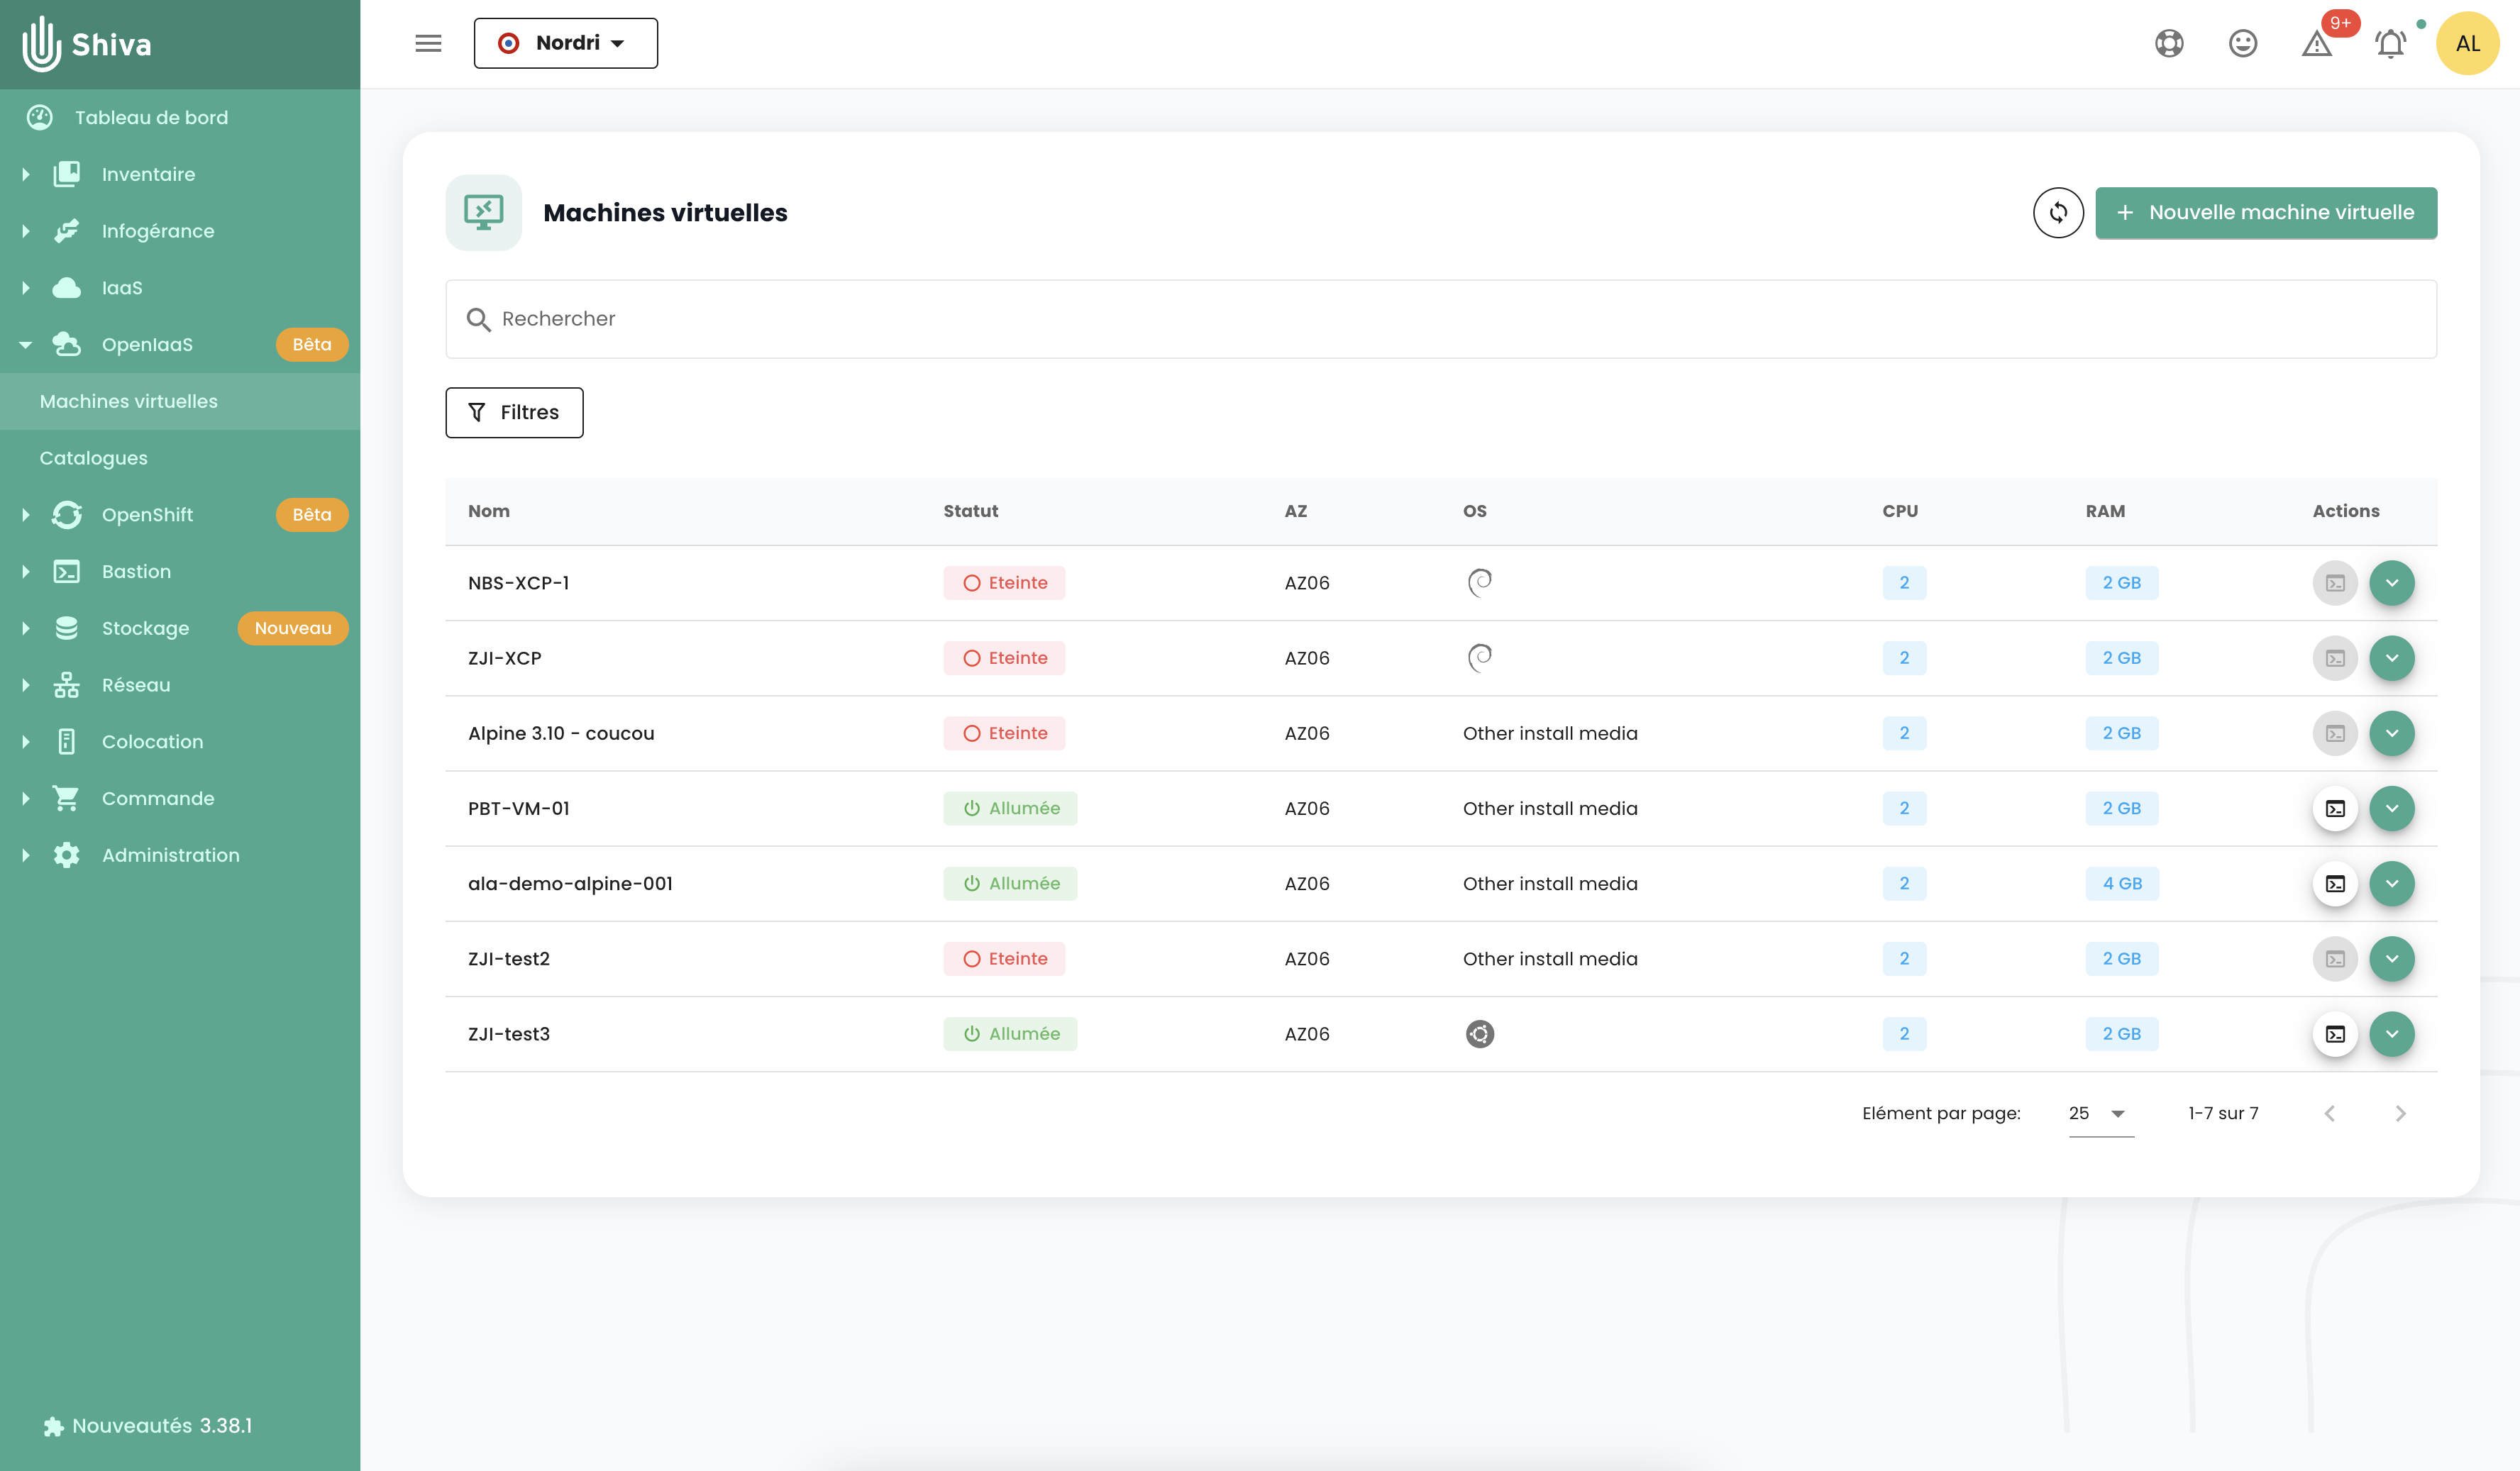 Shiva
Nordri
9+
AL
Tableau de bord
Inventaire
Infogérance
IaaS
OpenIaaS Bêta
Machines virtuelles
Catalogues
OpenShift Bêta
Bastion
Stockage Nouveau
Réseau
Colocation
Commande
Administration
Nouveautés 3.38.1
Machines virtuelles
Nouvelle machine virtuelle
Rechercher
Filtres
Nom Statut AZ OS CPU RAM Actions
NBS-XCP-1 Eteinte AZ06 2 2 GB
ZJI-XCP Eteinte AZ06 2 2 GB
Alpine 3.10 - coucou Eteinte AZ06 Other install media 2 2 GB
PBT-VM-01 Allumée AZ06 Other install media 2 2 GB
ala-demo-alpine-001 Allumée AZ06 Other install media 2 4 GB
ZJI-test2 Eteinte AZ06 Other install media 2 2 GB
ZJI-test3 Allumée AZ06 2 2 GB
Elément par page: 25 1-7 sur 7